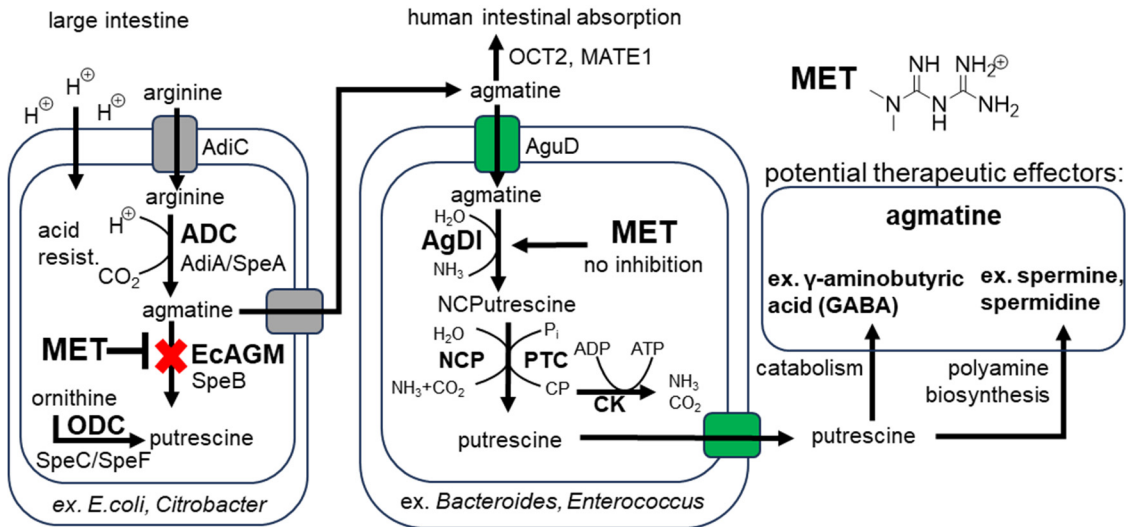 large intestine
H⊕
H⊕
H⊕
arginine
AdiC
arginine
acid
resist.
H⊕
CO2
ADC
AdiA/SpeA
agmatine
MET
EcAGM
SpeB
ornithine
ODC
SpeC/SpeF
putrescine
ex. E.coli, Citrobacter
human intestinal absorption
OCT2, MATE1
agmatine
AguD
agmatine
H2O
AgDI
NH3
MET
no inhibition
NCPutrescine
H2O
NCP
NH3+CO2
Pi
PTC
CP
ADP
ATP
CK
NH3
CO2
putrescine
ex. Bacteroides, Enterococcus
MET
NH
NH2⊕
N
N
H
NH2
potential therapeutic effectors:
agmatine
ex. γ-aminobutyric
acid (GABA)
ex. spermine,
spermidine
catabolism
polyamine
biosynthesis
putrescine